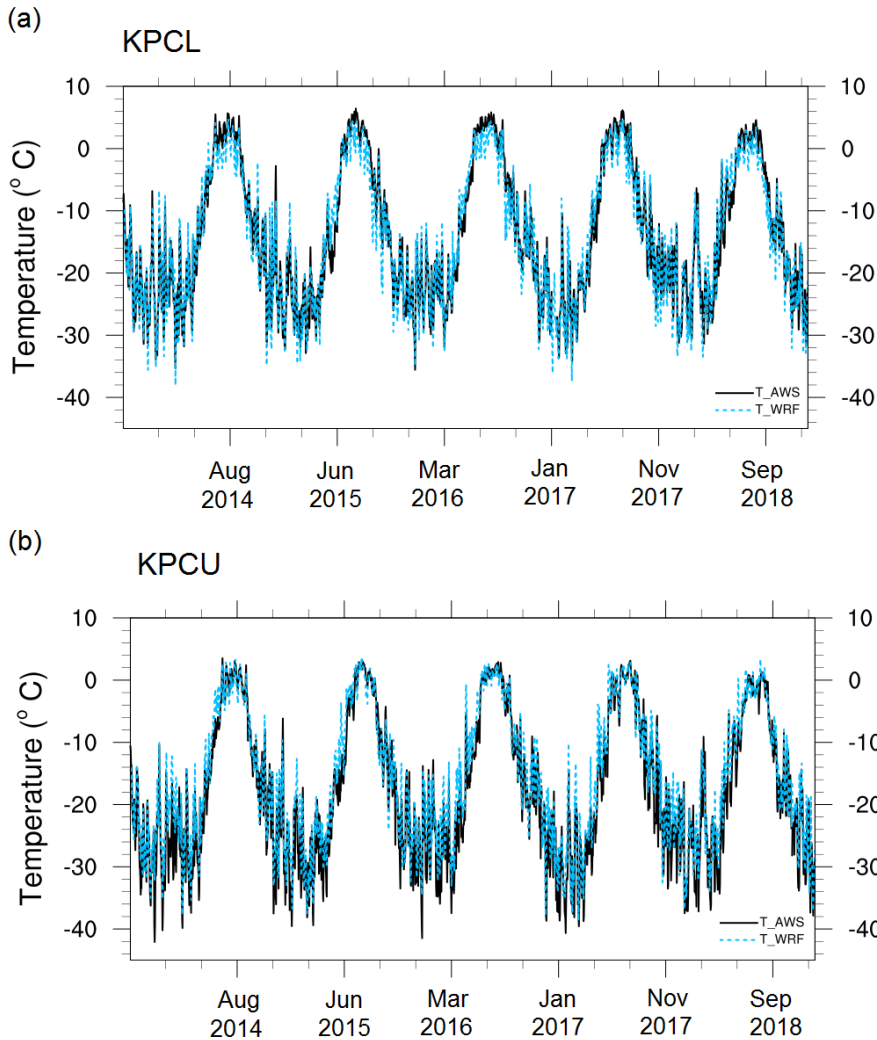 (a)
KPCL
10 10
0 0
-10 -10
-20 -20
-30 -30
-40 -40
Temperature (° C)
T_AWS
T_WRF
Aug Jun Mar Jan Nov Sep
2014 2015 2016 2017 2017 2018
(b)
KPCU
10 10
0 0
-10 -10
-20 -20
-30 -30
-40 -40
Temperature (° C)
T_AWS
T_WRF
Aug Jun Mar Jan Nov Sep
2014 2015 2016 2017 2017 2018